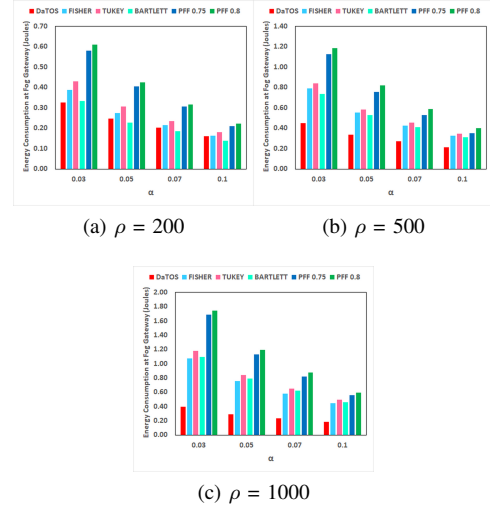 DaTOS FISHER TUKEY BARTLETT PFF 0.75 PFF 0.8
Energy Consumption at Fog Gateway (Joules)
0.70
0.60
0.50
0.40
0.30
0.20
0.10
0.00
0.03 0.05 0.07 0.1
α
(a) ρ = 200
DaTOS FISHER TUKEY BARTLETT PFF 0.75 PFF 0.8
Energy Consumption at Fog Gateway (Joules)
1.40
1.20
1.00
0.80
0.60
0.40
0.20
0.00
0.03 0.05 0.07 0.1
α
(b) ρ = 500
DaTOS FISHER TUKEY BARTLETT PFF 0.75 PFF 0.8
Energy Consumption at Fog Gateway (Joules)
2.00
1.80
1.60
1.40
1.20
1.00
0.80
0.60
0.40
0.20
0.00
0.03 0.05 0.07 0.1
α
(c) ρ = 1000